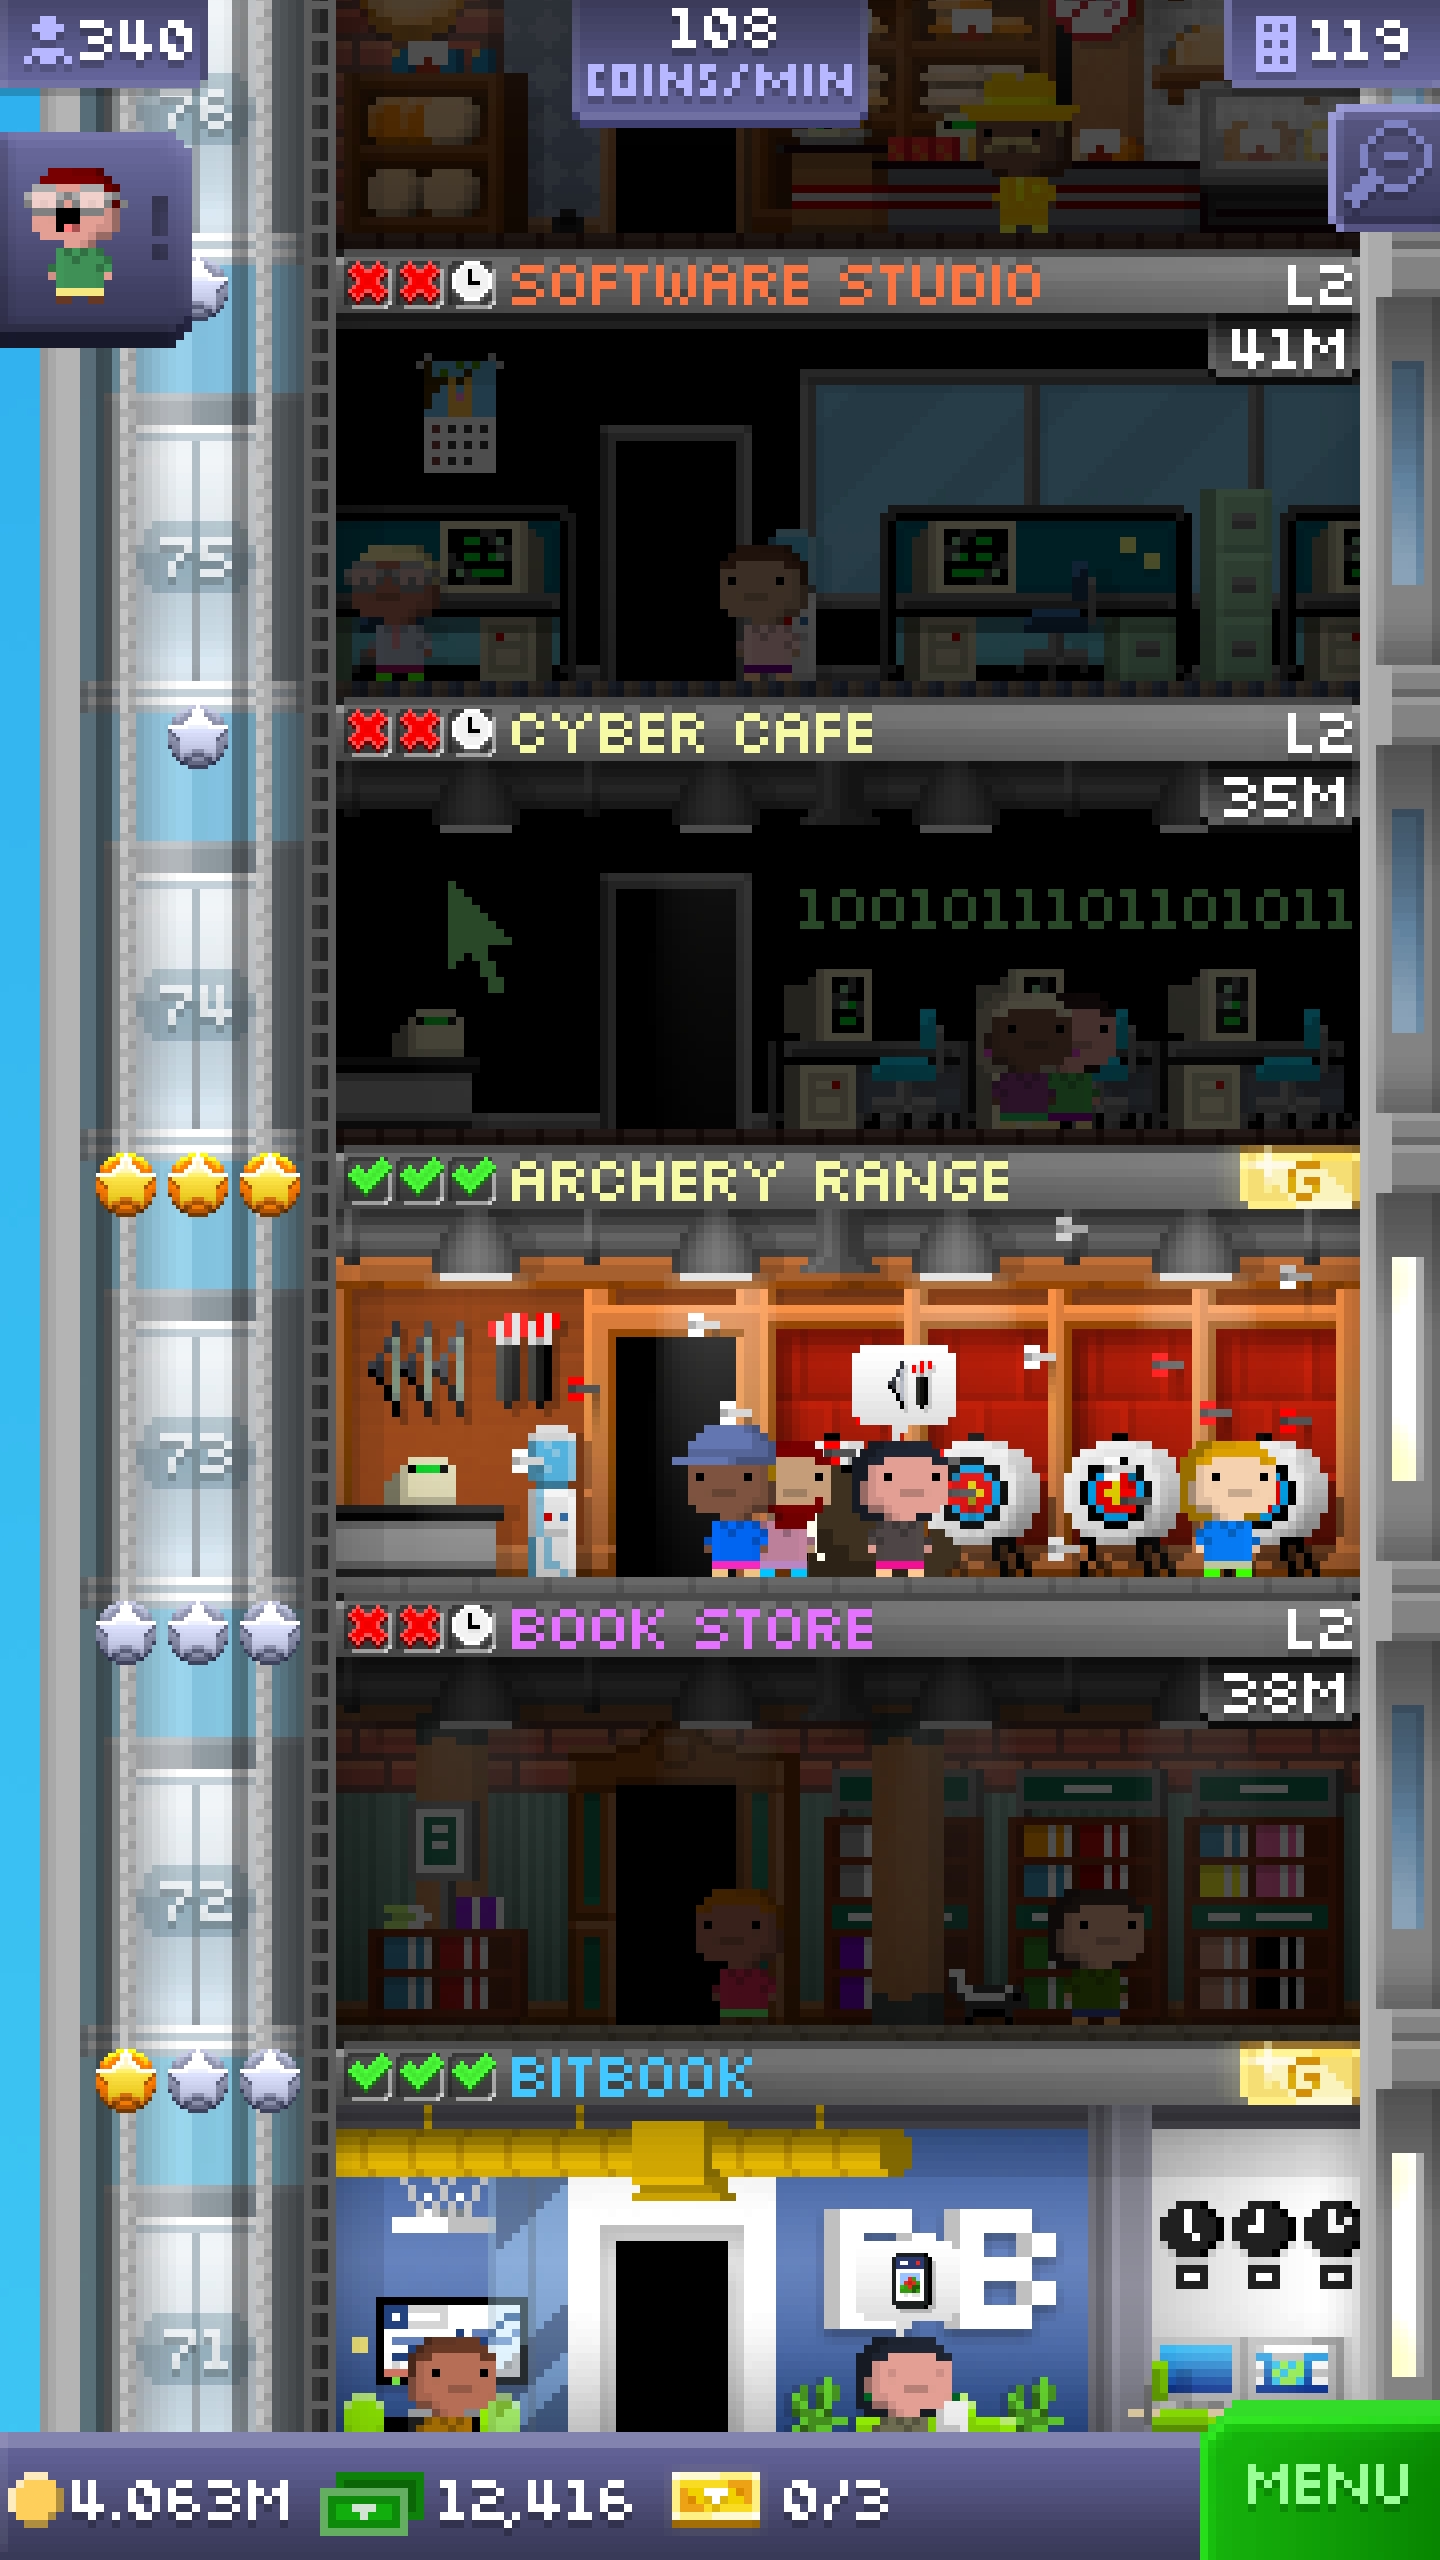 340
108
COINS/MIN
119
76
SOFTWARE STUDIO L2
41M
75
CYBER CAFE L2
35M
1001011101101011
74
ARCHERY RANGE G
73
BOOK STORE L2
38M
72
BITBOOK G
71
4.063M 12,416 0/3 MENU